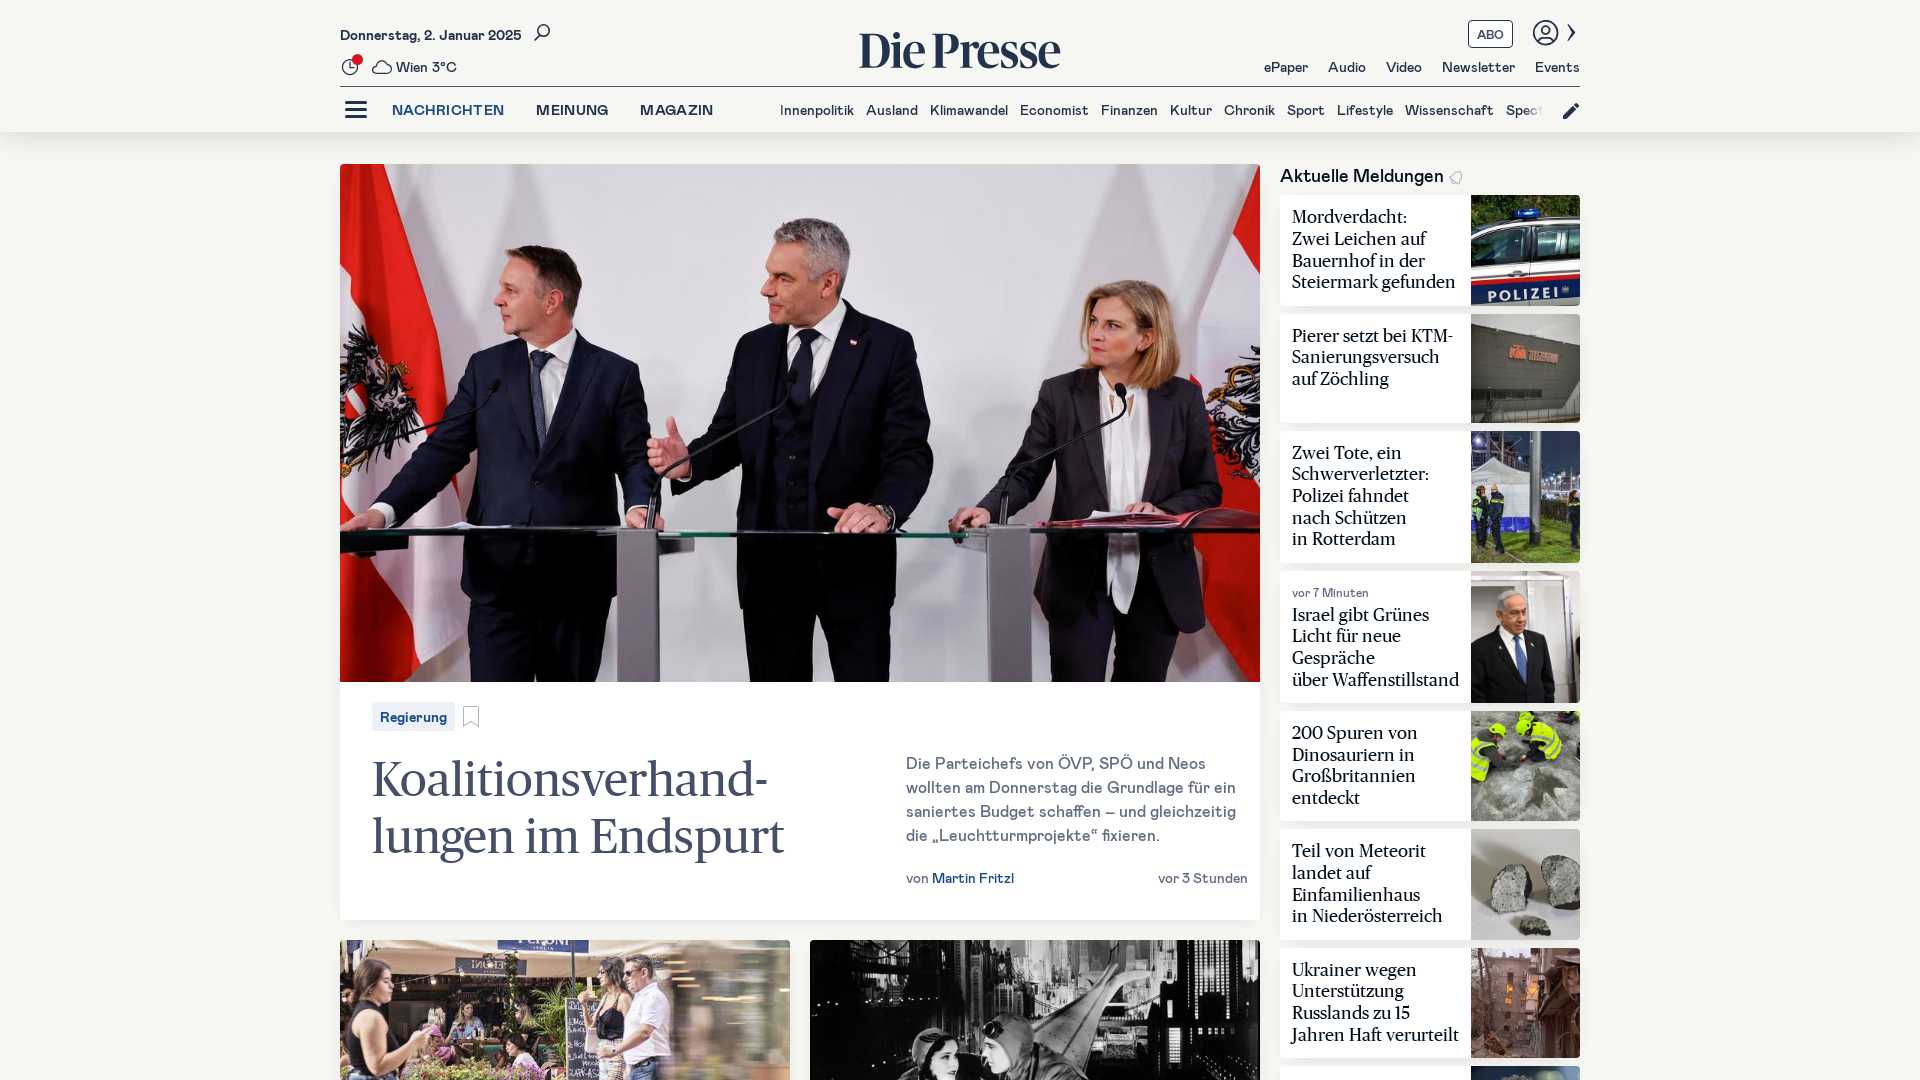 Donnerstag, 2. Januar 2025
Wien 3°C
Die Presse
ABO
ePaper Audio Video Newsletter Events
NACHRICHTEN MEINUNG MAGAZIN
Innenpolitik Ausland Klimawandel Economist Finanzen Kultur Chronik Sport Lifestyle Wissenschaft Spect
Regierung
Koalitionsverhand-
lungen im Endspurt
Die Parteichefs von ÖVP, SPÖ und Neos
wollten am Donnerstag die Grundlage für ein
saniertes Budget schaffen – und gleichzeitig
die „Leuchtturmprojekte“ fixieren.
von Martin Fritzl
vor 3 Stunden
Aktuelle Meldungen
Mordverdacht:
Zwei Leichen auf
Bauernhof in der
Steiermark gefunden
POLIZEI
Pierer setzt bei KTM-
Sanierungsversuch
auf Zöchling
Zwei Tote, ein
Schwerverletzter:
Polizei fahndet
nach Schützen
in Rotterdam
vor 7 Minuten
Israel gibt Grünes
Licht für neue
Gespräche
über Waffenstillstand
200 Spuren von
Dinosauriern in
Großbritannien
entdeckt
Teil von Meteorit
landet auf
Einfamilienhaus
in Niederösterreich
Ukrainer wegen
Unterstützung
Russlands zu 15
Jahren Haft verurteilt